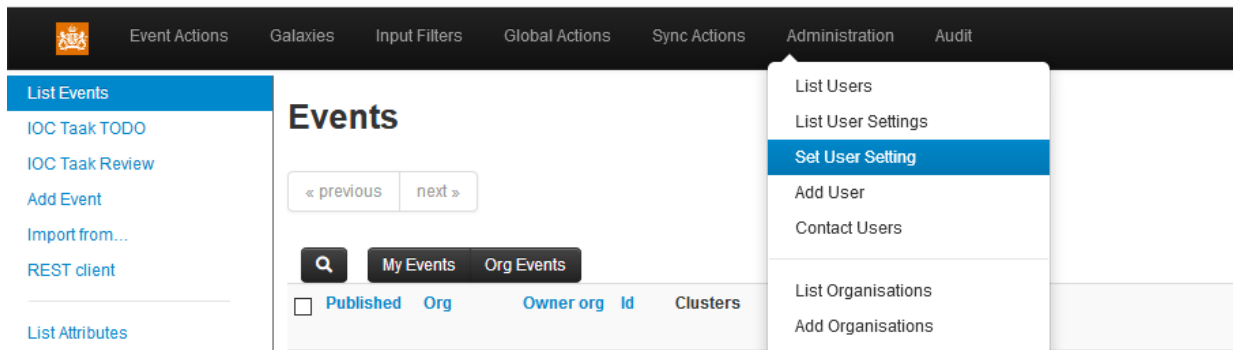 Event Actions Galaxies Input Filters Global Actions Sync Actions Administration Audit
List Events
IOC Taak TODO
IOC Taak Review
Add Event
Import from...
REST client
List Attributes
Events
« previous next »
My Events Org Events
Published Org Owner org Id Clusters
List Users
List User Settings
Set User Setting
Add User
Contact Users
List Organisations
Add Organisations